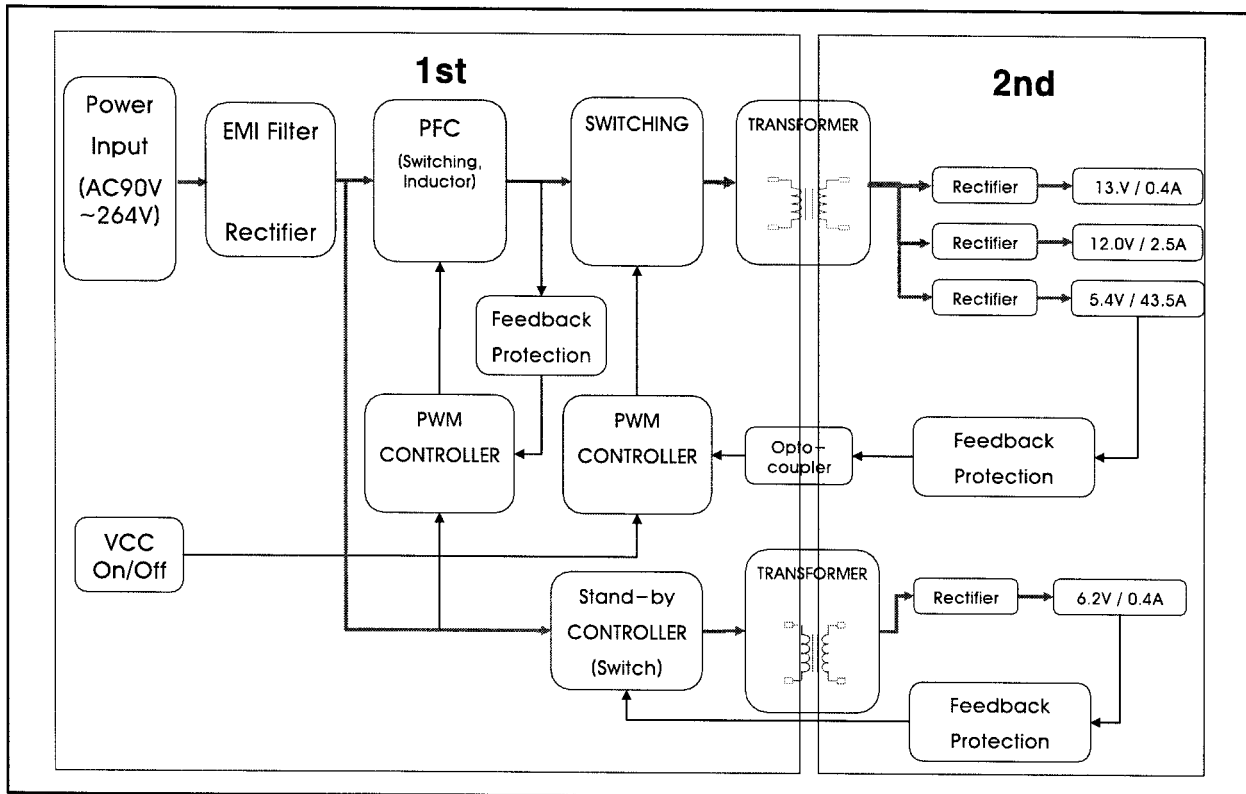 1st
2nd
Power
Input
(AC90V
~264V)
EMI Filter
Rectifier
PFC
(Switching,
Inductor)
SWITCHING
TRANSFORMER
Rectifier
13.V / 0.4A
Rectifier
12.0V / 2.5A
Rectifier
5.4V / 43.5A
Feedback
Protection
PWM
CONTROLLER
PWM
CONTROLLER
Opto-
coupler
Feedback
Protection
VCC
On/Off
Stand-by
CONTROLLER
(Switch)
TRANSFORMER
Rectifier
6.2V / 0.4A
Feedback
Protection